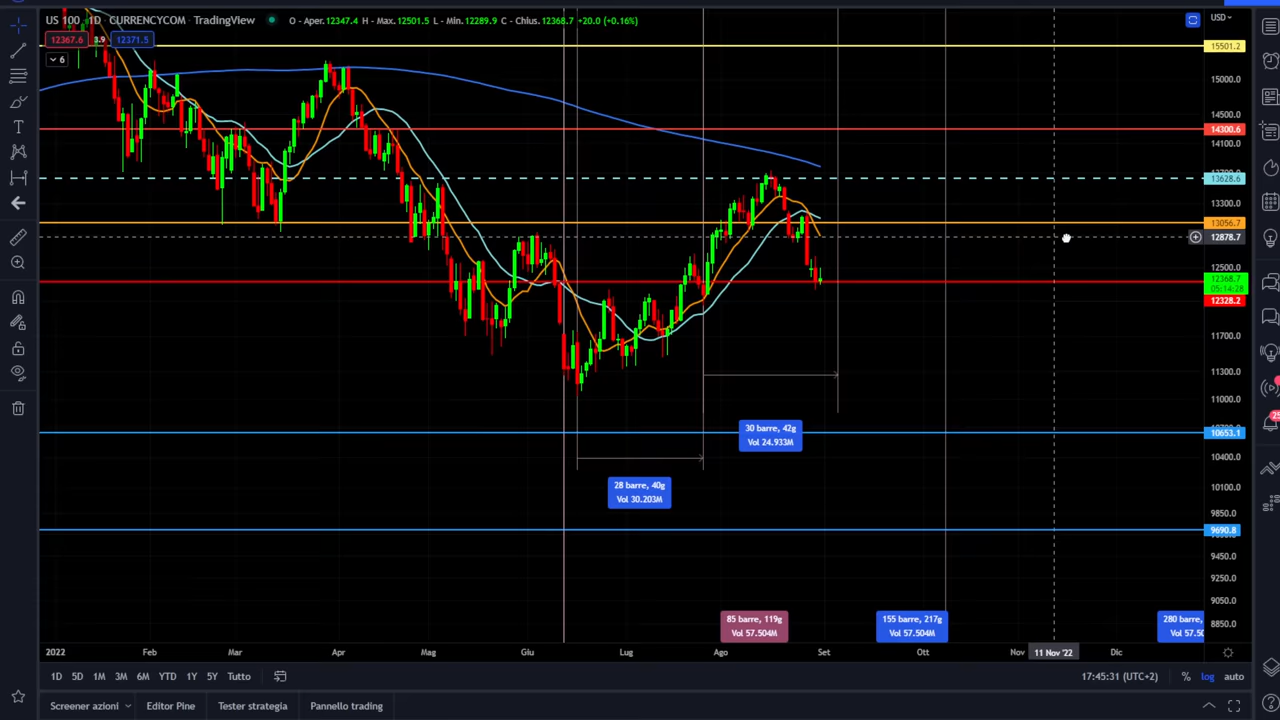 US 100 · 1D · CURRENCYCOM · TradingView O - Aper.12347.4 H - Max.12501.5 L - Min.12289.9 C - Chius.12368.7 +20.0 (+0.16%) USD
12367.6 3.9 12371.5
6
15501.2
15000.0
14500.0
14300.6
14100.0
13628.6
13300.0
13056.7
12878.7
12500.0
12368.7
05:14:28
12328.2
11700.0
11300.0
11000.0
30 barre, 42g
Vol 24.933M
10653.1
10400.0
28 barre, 40g
Vol 30.203M
10100.0
9850.0
9690.8
9450.0
9250.0
9050.0
85 barre, 119g
Vol 57.504M
155 barre, 217g
Vol 57.504M
280 barre,
Vol 57.50
8850.0
2022 Feb Mar Apr Mag Giu Lug Ago Set Ott Nov 11 Nov '22 Dic
1D 5D 1M 3M 6M YTD 1Y 5Y Tutto 17:45:31 (UTC+2) % log auto
Screener azioni Editor Pine Tester strategia Pannello trading